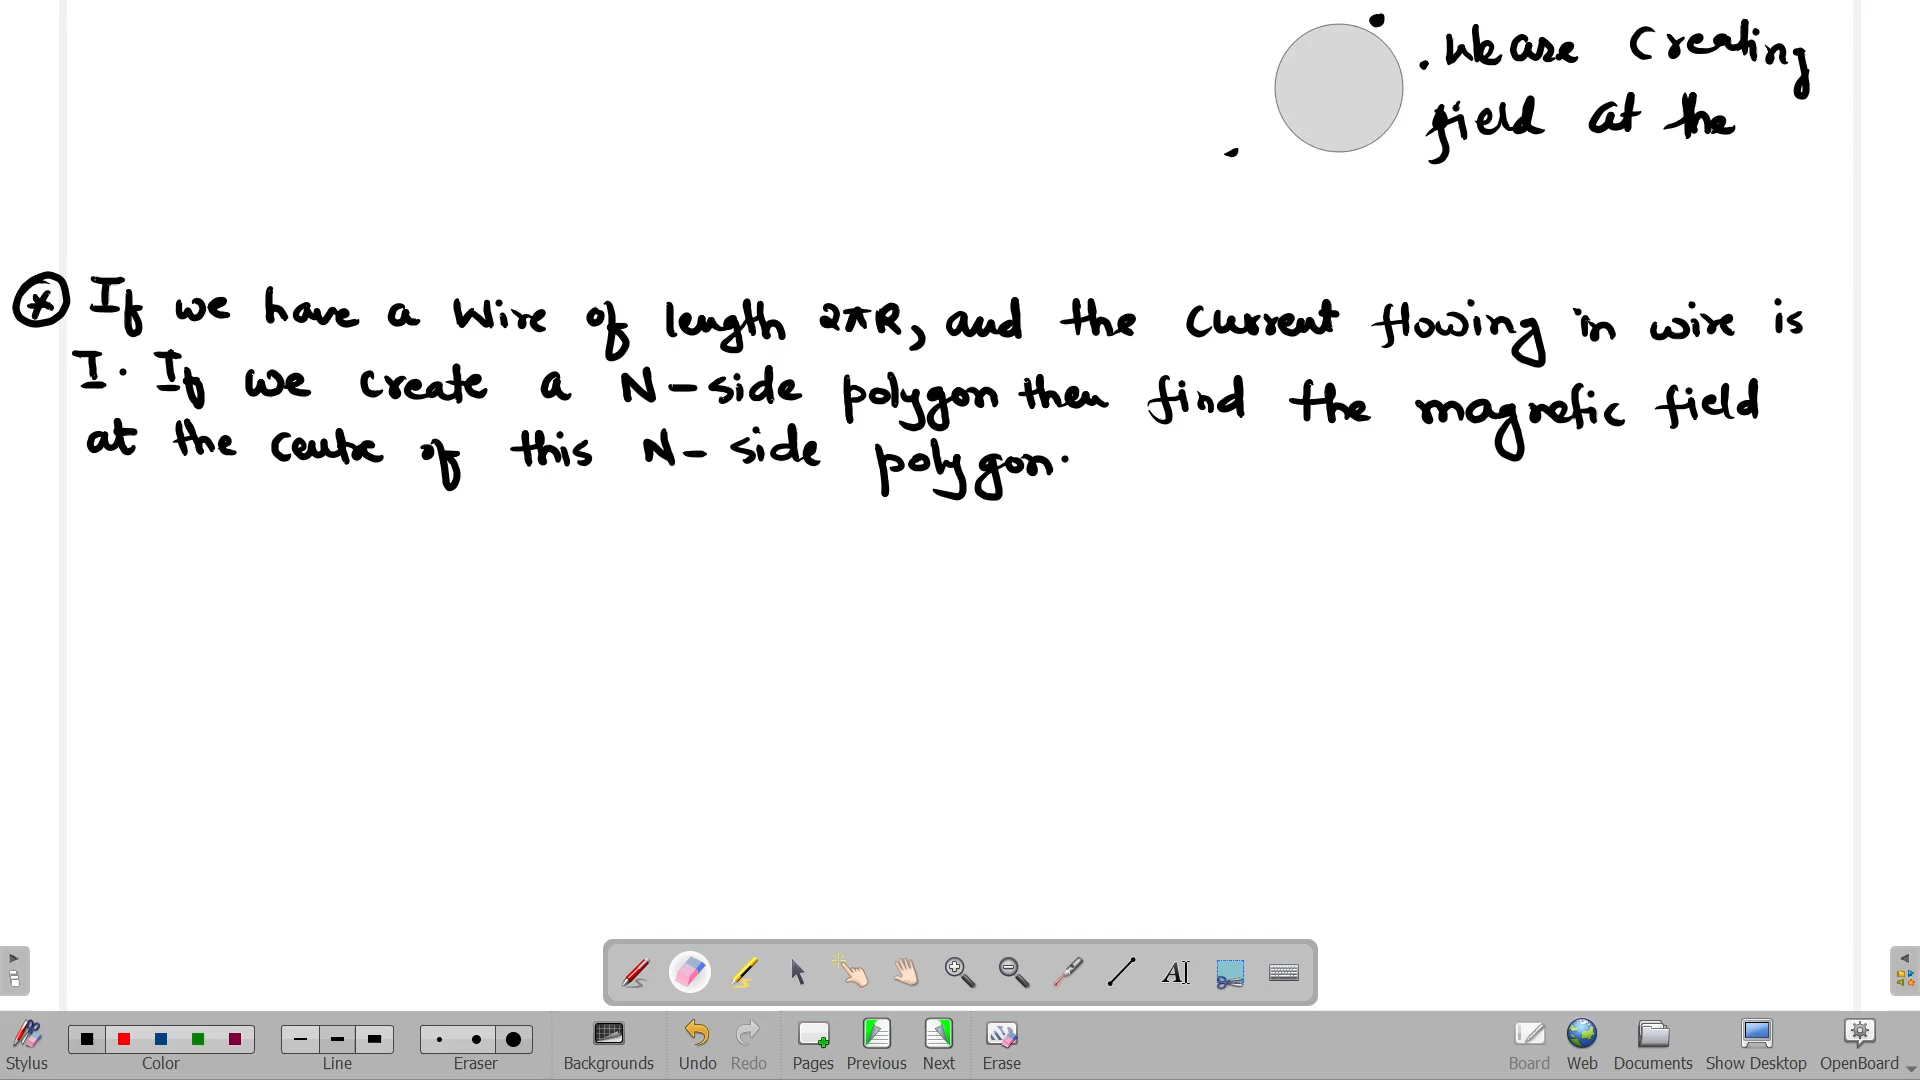 . We are Creating
field at the
* If we have a Wire of length 2πR, and the current flowing in wire is
I. If we create a N-side polygon then find the magnetic field
at the centre of this N-side polygon.
Stylus Color Line Eraser Backgrounds Undo Redo Pages Previous Next Erase Board Web Documents Show Desktop OpenBoard